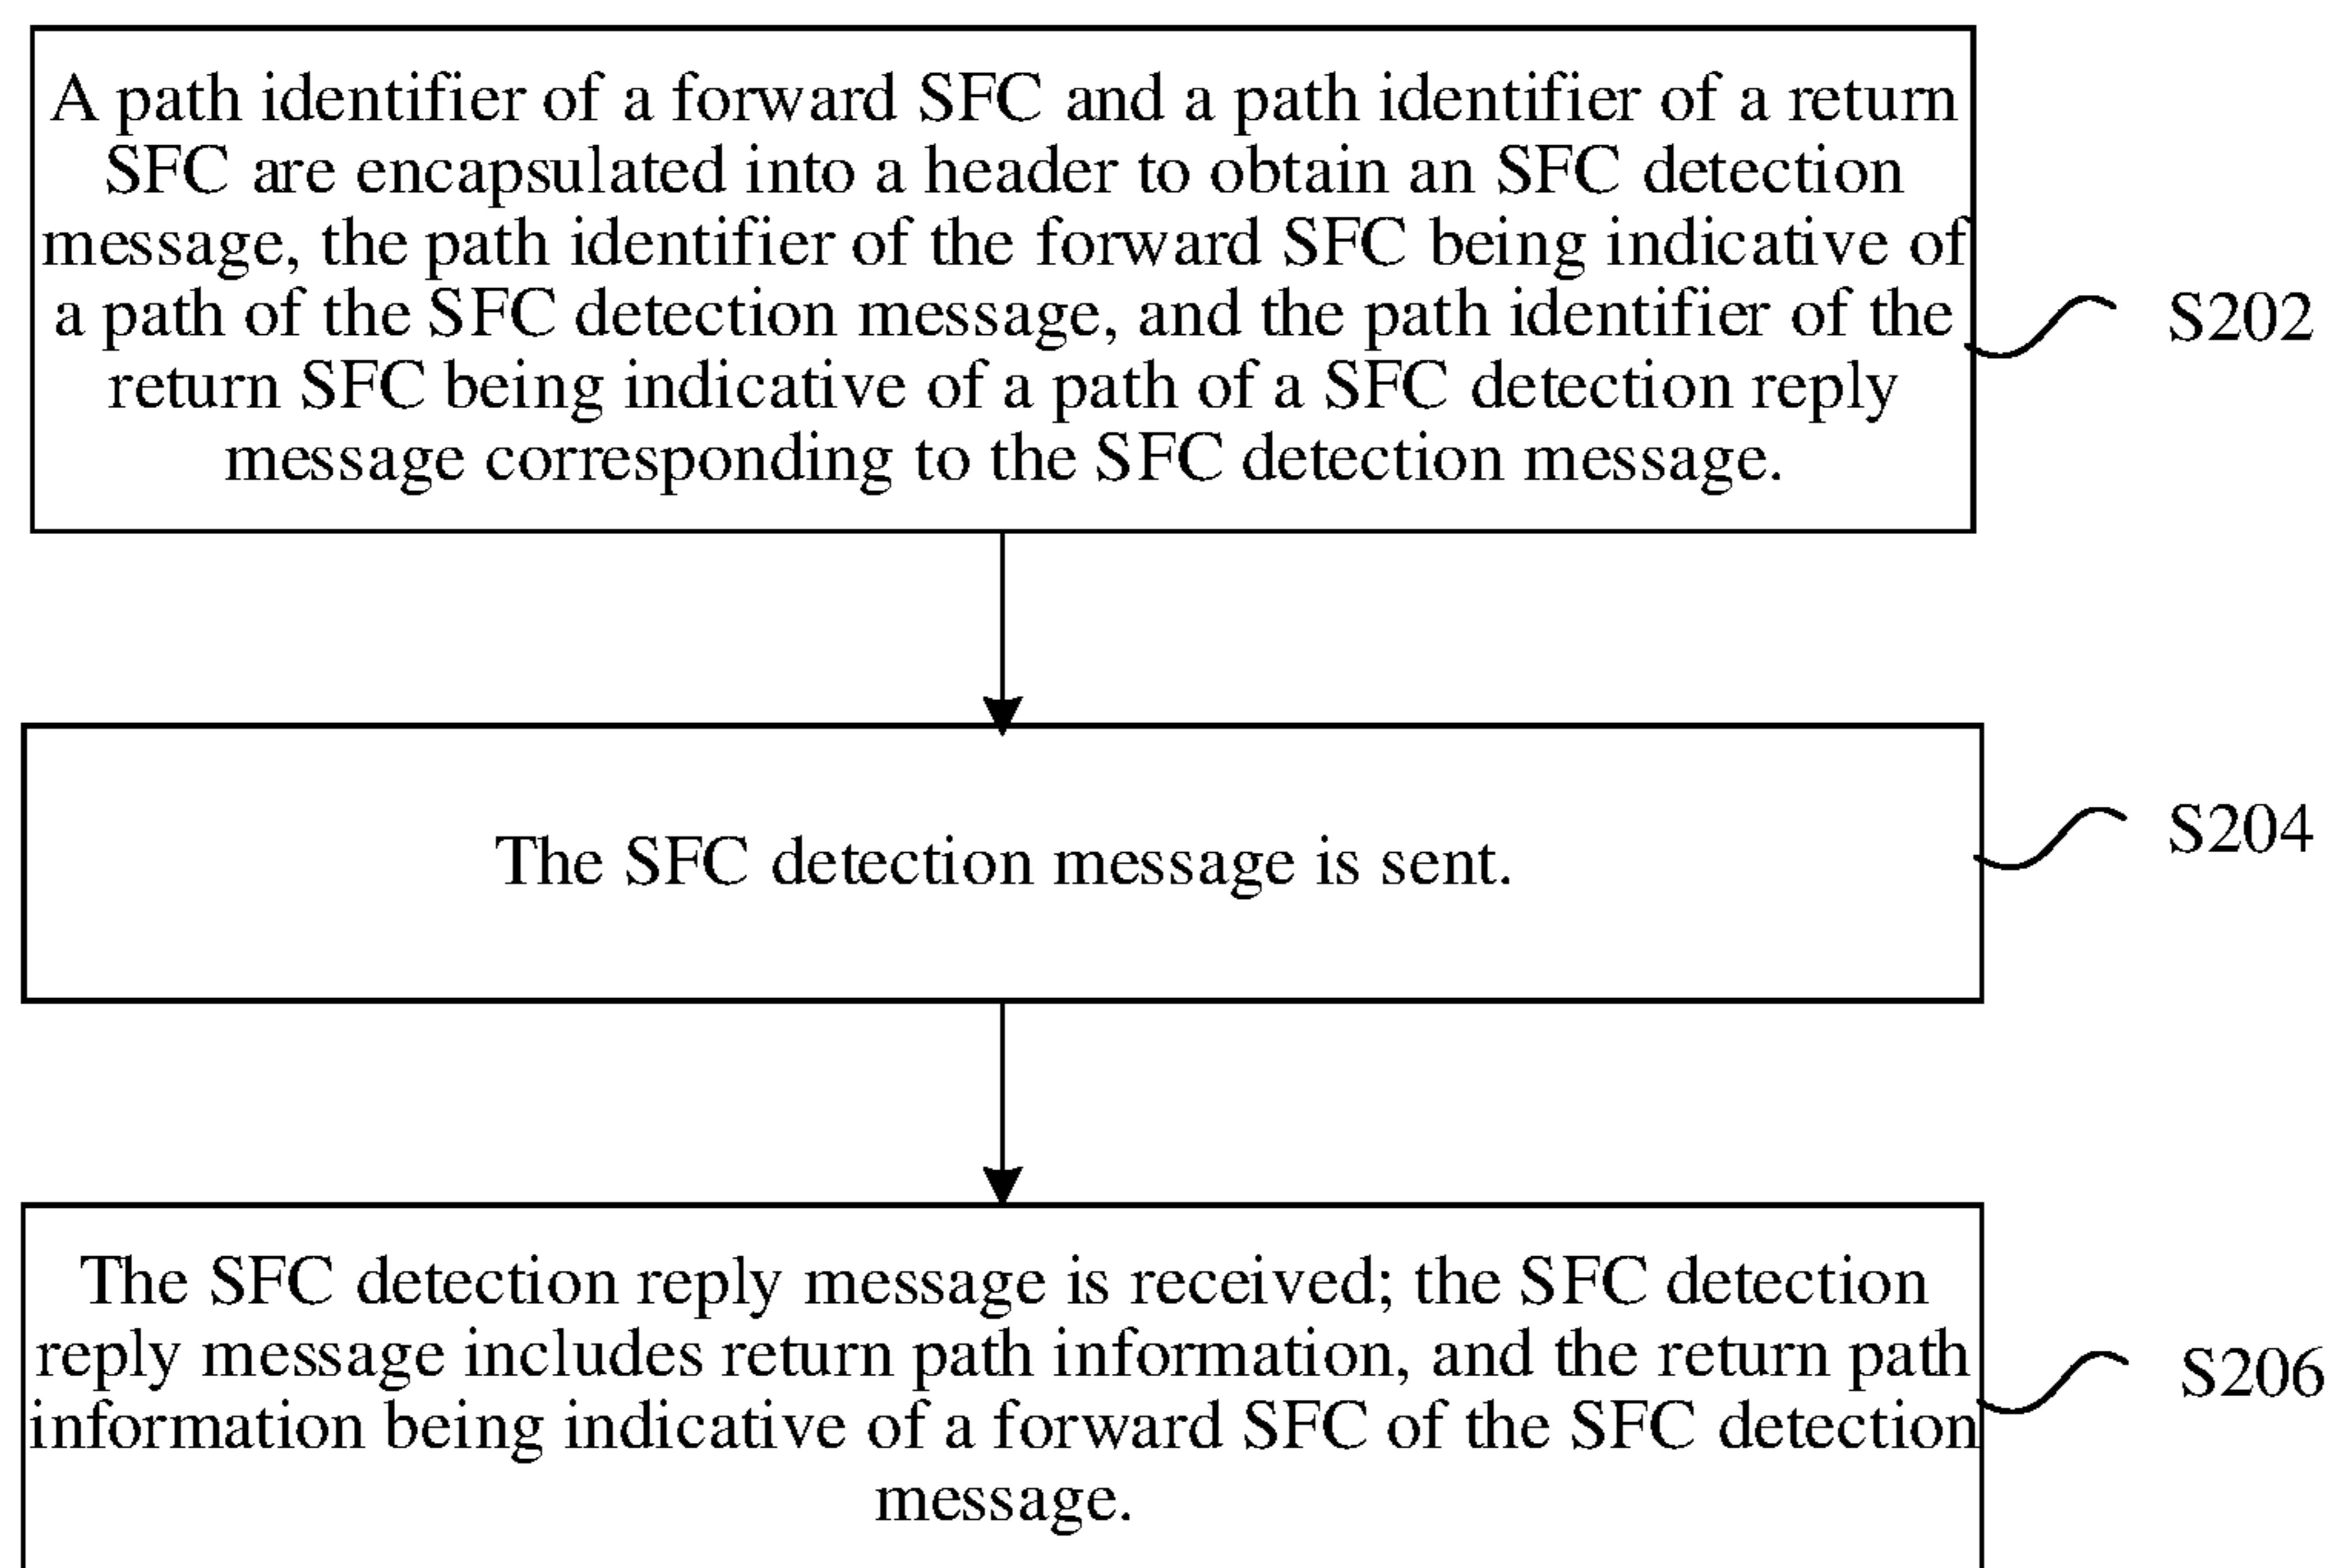 A path identifier of a forward SFC and a path identifier of a return
SFC are encapsulated into a header to obtain an SFC detection
message, the path identifier of the forward SFC being indicative of
a path of the SFC detection message, and the path identifier of the
return SFC being indicative of a path of a SFC detection reply
message corresponding to the SFC detection message.
S202
The SFC detection message is sent.
S204
The SFC detection reply message is received; the SFC detection
reply message includes return path information, and the return path
information being indicative of a forward SFC of the SFC detection
message.
S206